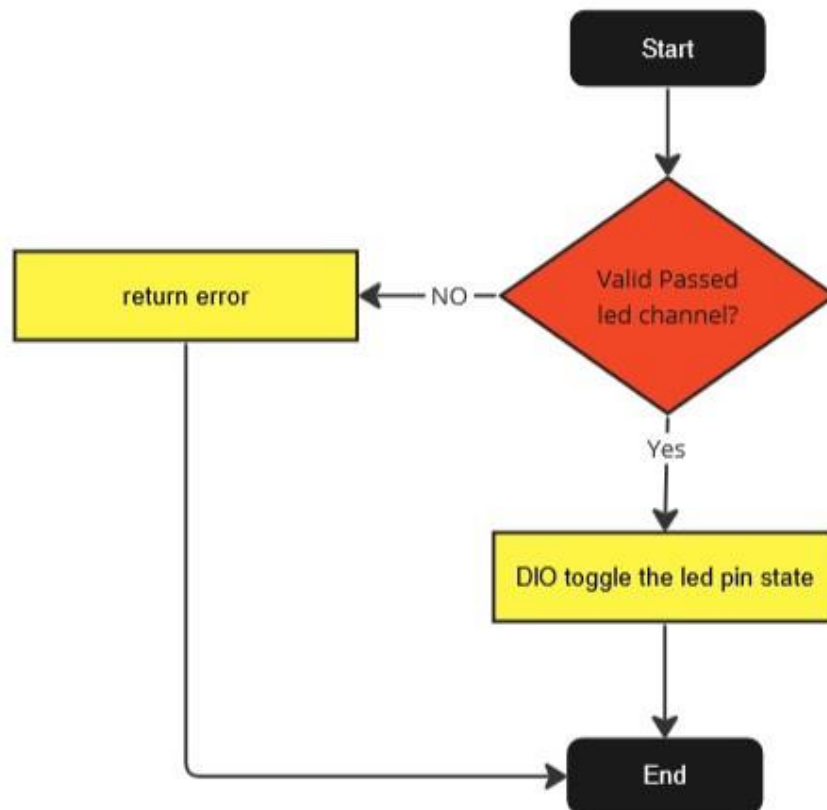 Start
Valid Passed
led channel?
NO
return error
Yes
DIO toggle the led pin state
End